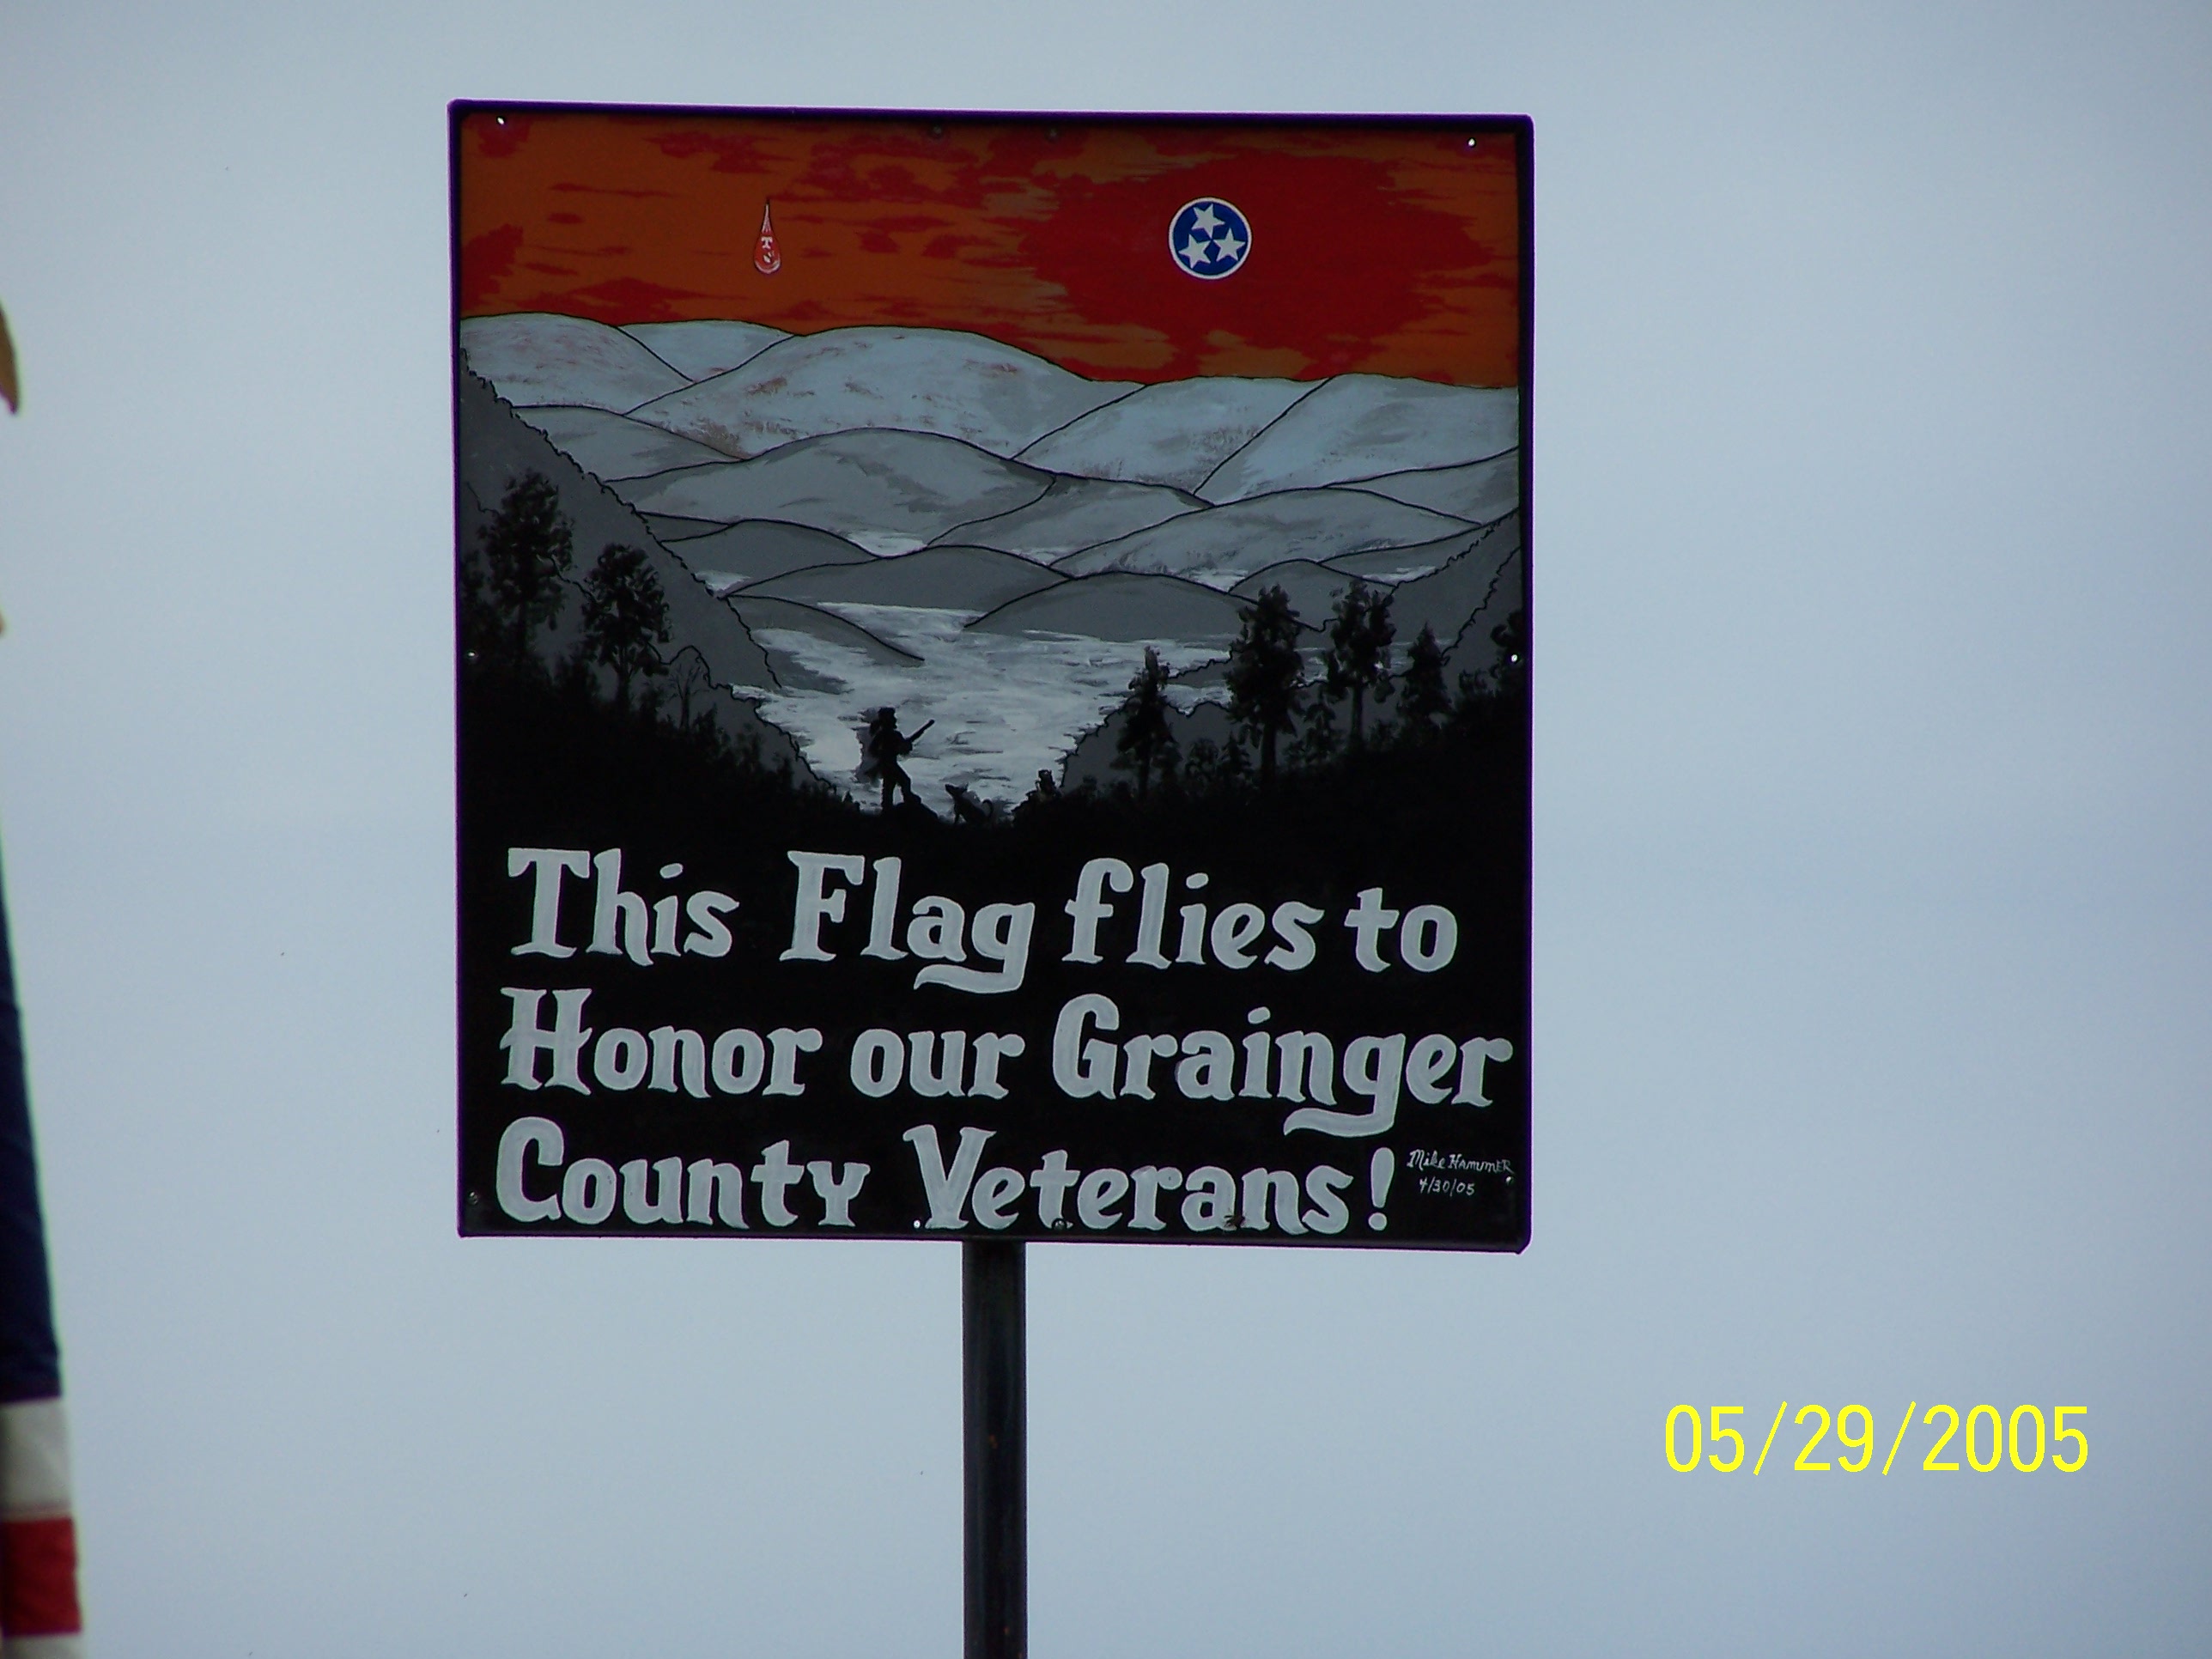 This Flag flies to
Honor our Grainger
County Veterans!
Mike Hammer
4/30/05
05/29/2005